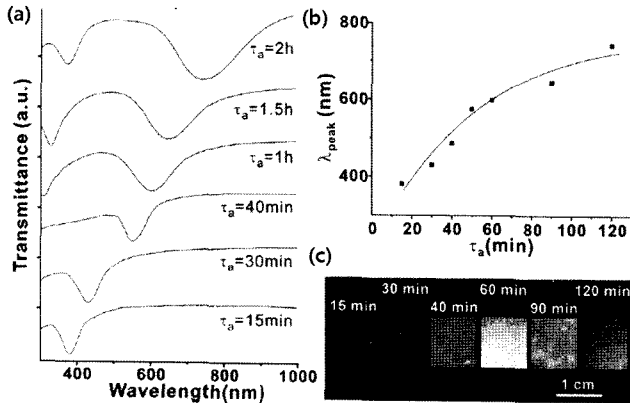 (a)
Transmittance (a.u.)
τa=2h
τa=1.5h
τa=1h
τa=40min
τa=30min
τa=15min
400 600 800 1000
Wavelength(nm)
(b)
λpeak (nm)
800
600
400
0 20 40 60 80 100 120
τa(min)
(c)
30 min 60 min 120 min
15 min 40 min 90 min
1 cm